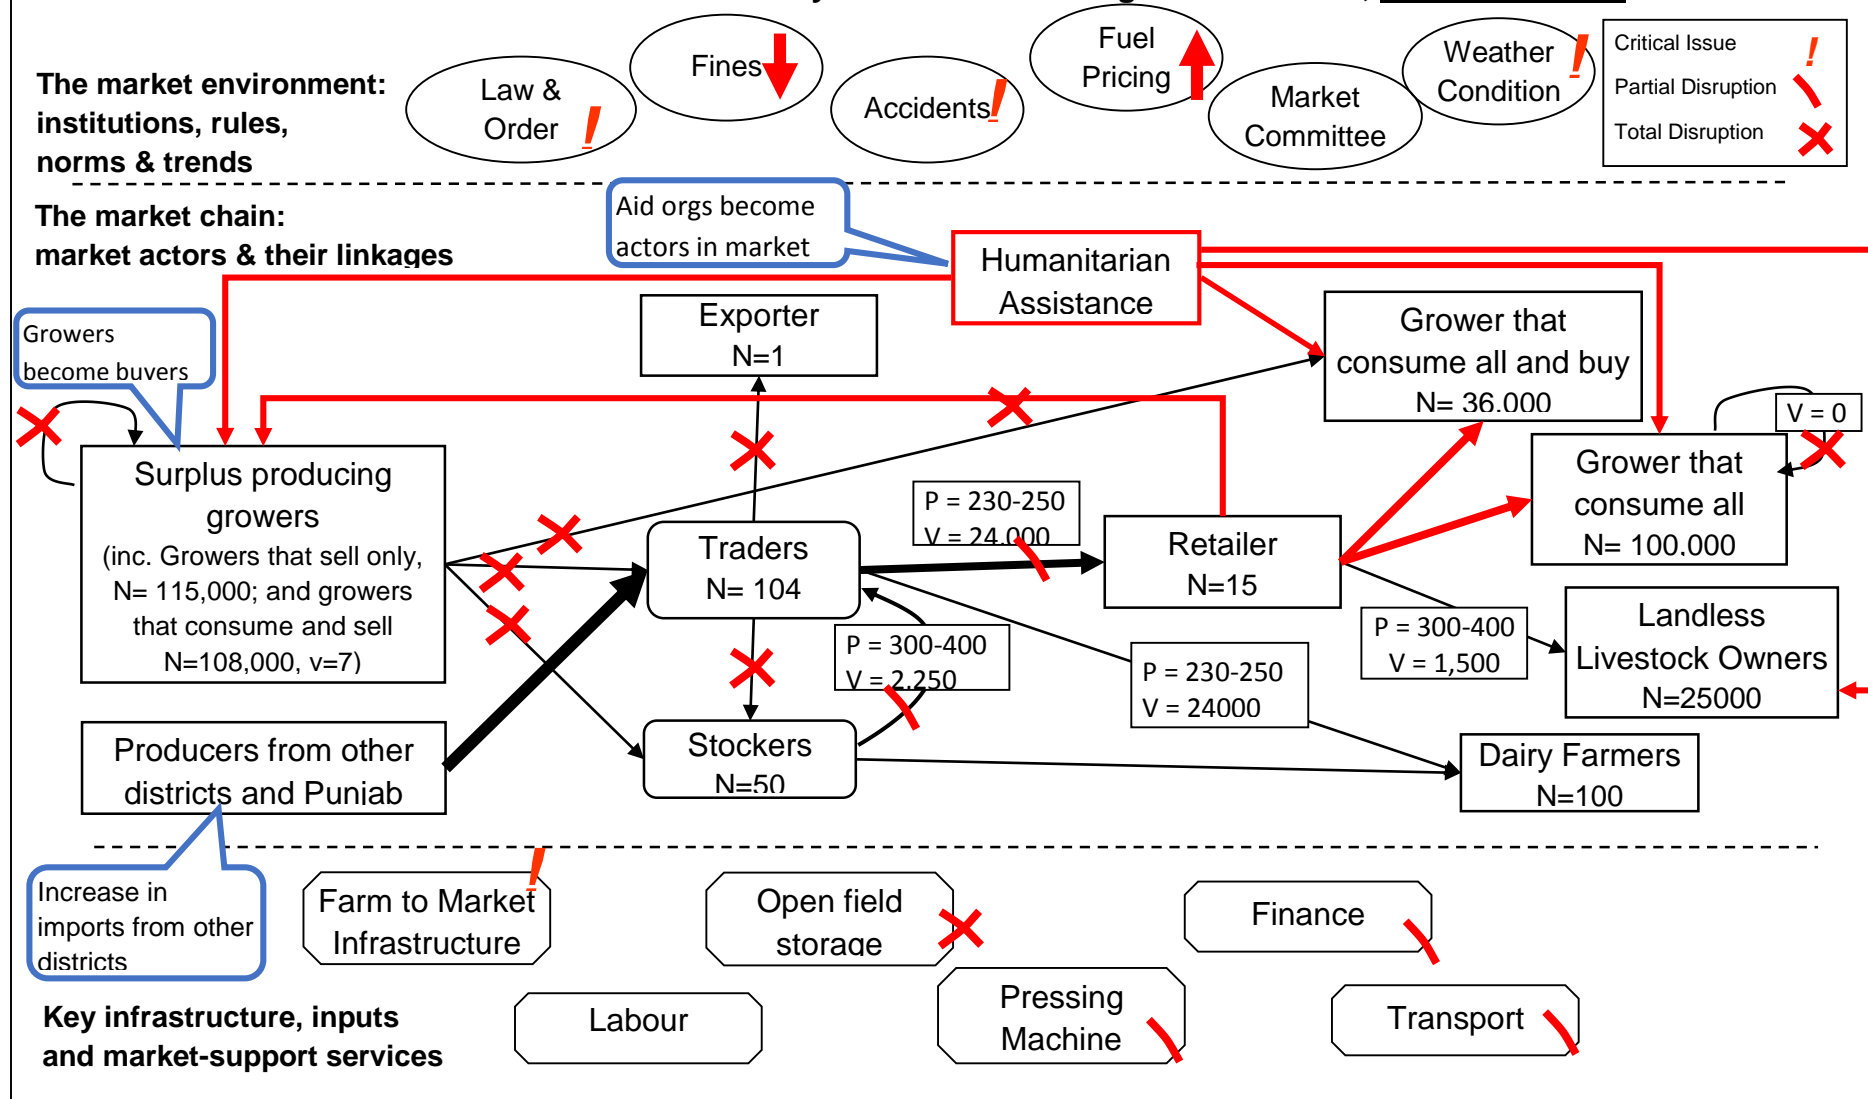 The market environment:
institutions, rules,
norms & trends
Law &
Order
Fines
Accidents
Fuel
Pricing
Market
Committee
Weather
Condition
Critical Issue
Partial Disruption
Total Disruption
The market chain:
market actors & their linkages
Aid orgs become
actors in market
Humanitarian
Assistance
Growers
become buyers
Exporter
N=1
Grower that
consume all and buy
N= 36,000
V = 0
Grower that
consume all
N= 100,000
Surplus producing
growers
(inc. Growers that sell only,
N= 115,000; and growers
that consume and sell
N=108,000, v=7)
Traders
N= 104
P = 230-250
V = 24,000
Retailer
N=15
P = 300-400
V = 2,250
P = 230-250
V = 24000
P = 300-400
V = 1,500
Landless
Livestock Owners
N=25000
Producers from other
districts and Punjab
Stockers
N=50
Dairy Farmers
N=100
Increase in
imports from other
districts
Farm to Market
Infrastructure
Open field
storage
Finance
Labour
Pressing
Machine
Transport
Key infrastructure, inputs
and market-support services